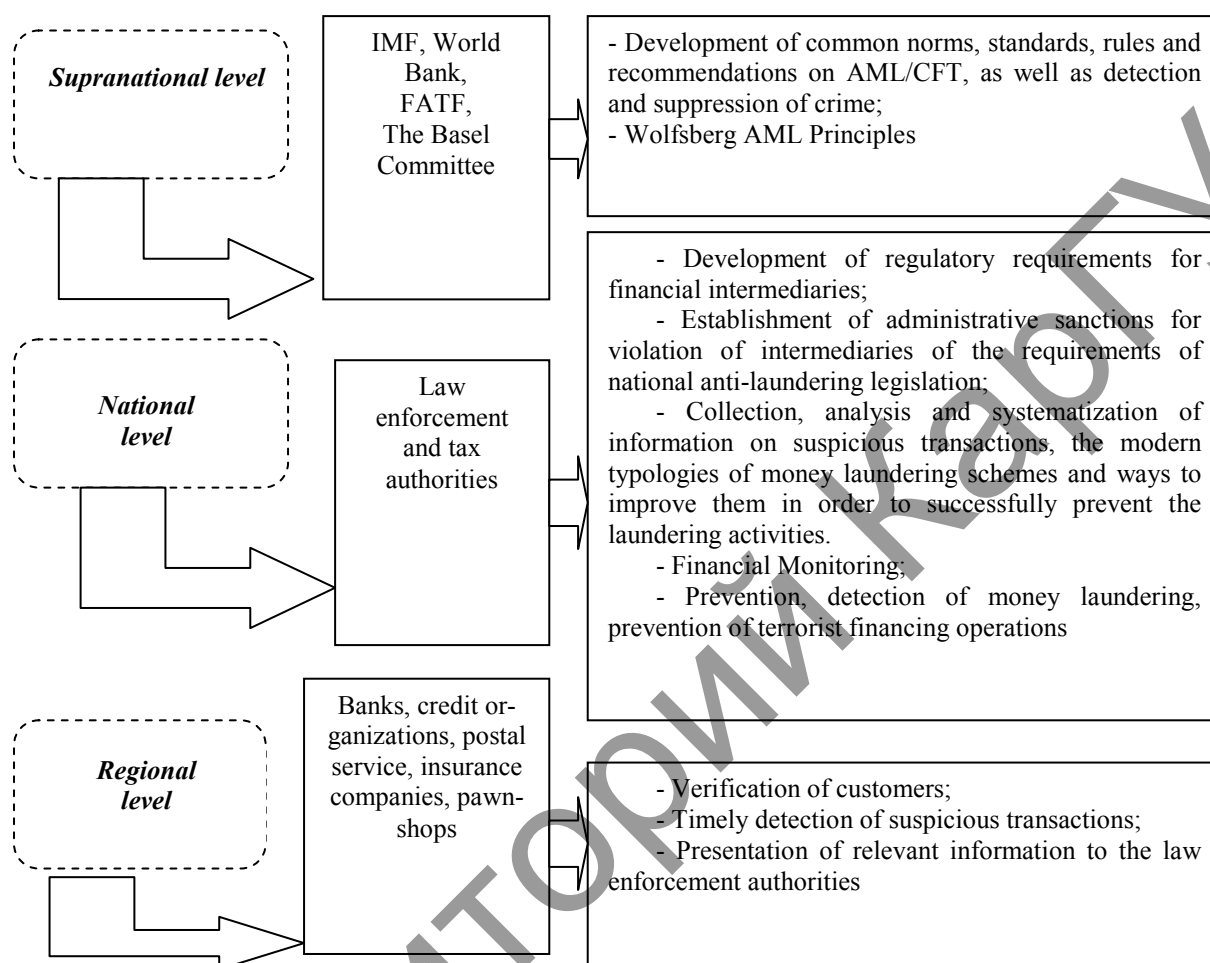 Supranational level
IMF, World
Bank,
FATF,
The Basel
Committee
- Development of common norms, standards, rules and
recommendations on AML/CFT, as well as detection
and suppression of crime;
- Wolfsberg AML Principles
National
level
Law
enforcement
and tax
authorities
- Development of regulatory requirements for
financial intermediaries;
- Establishment of administrative sanctions for
violation of intermediaries of the requirements of
national anti-laundering legislation;
- Collection, analysis and systematization of
information on suspicious transactions, the modern
typologies of money laundering schemes and ways to
improve them in order to successfully prevent the
laundering activities.
- Financial Monitoring;
- Prevention, detection of money laundering,
prevention of terrorist financing operations
Regional
level
Banks, credit or-
ganizations, postal
service, insurance
companies, pawn-
shops
- Verification of customers;
- Timely detection of suspicious transactions;
- Presentation of relevant information to the law
enforcement authorities
иторий КарГУ